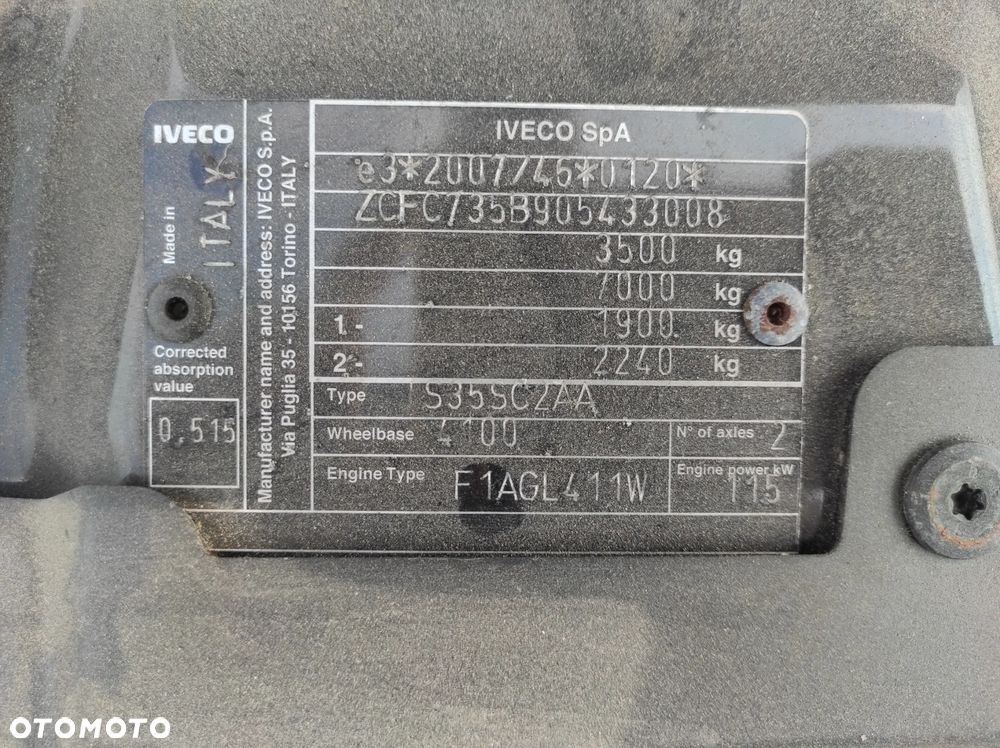 IVECO
Made in
ITALY
Corrected
absorption
value
0.515
Manufacturer name and address: IVECO S.p.A.
Via Puglia 35 - 10156 Torino - ITALY
IVECO SpA
e3*2007/46*0120*
ZCFC735B905433008
3500 kg
7000 kg
1 - 1900 kg
2 - 2240 kg
Type S35SC2AA
Wheelbase 4100 N° of axles 2
Engine Type F1AGL411W Engine power kW 115
OTOMOTO